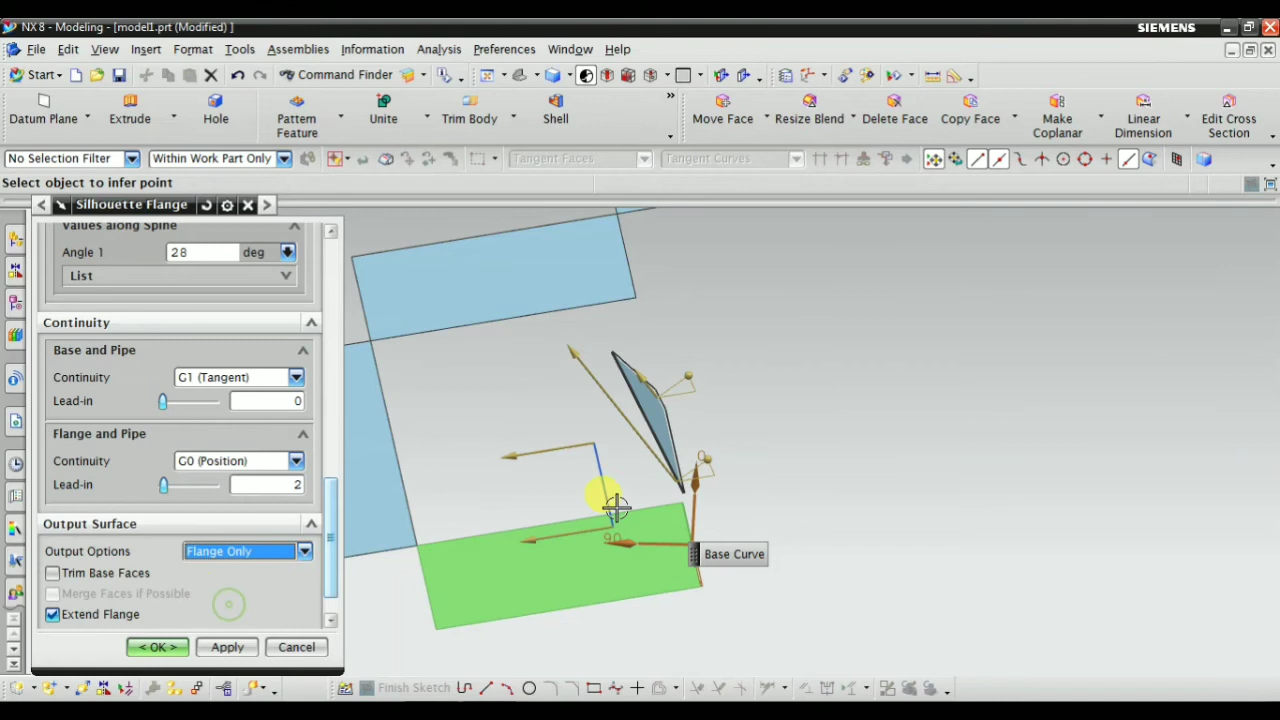 NX 8 - Modeling - [model1.prt (Modified) ]
SIEMENS
File Edit View Insert Format Tools Assemblies Information Analysis Preferences Window Help
Start Command Finder
Datum Plane Extrude Hole Pattern Feature Unite Trim Body Shell Move Face Resize Blend Delete Face Copy Face Make Coplanar Linear Dimension Edit Cross Section
No Selection Filter Within Work Part Only Tangent Faces Tangent Curves
Select object to infer point
Silhouette Flange
Values along Spine
Angle 1 28 deg
List
Continuity
Base and Pipe
Continuity G1 (Tangent)
Lead-in 0
Flange and Pipe
Continuity G0 (Position)
Lead-in 2
Output Surface
Output Options Flange Only
Trim Base Faces
Merge Faces if Possible
Extend Flange
< OK > Apply Cancel
0
90
Base Curve
Finish Sketch